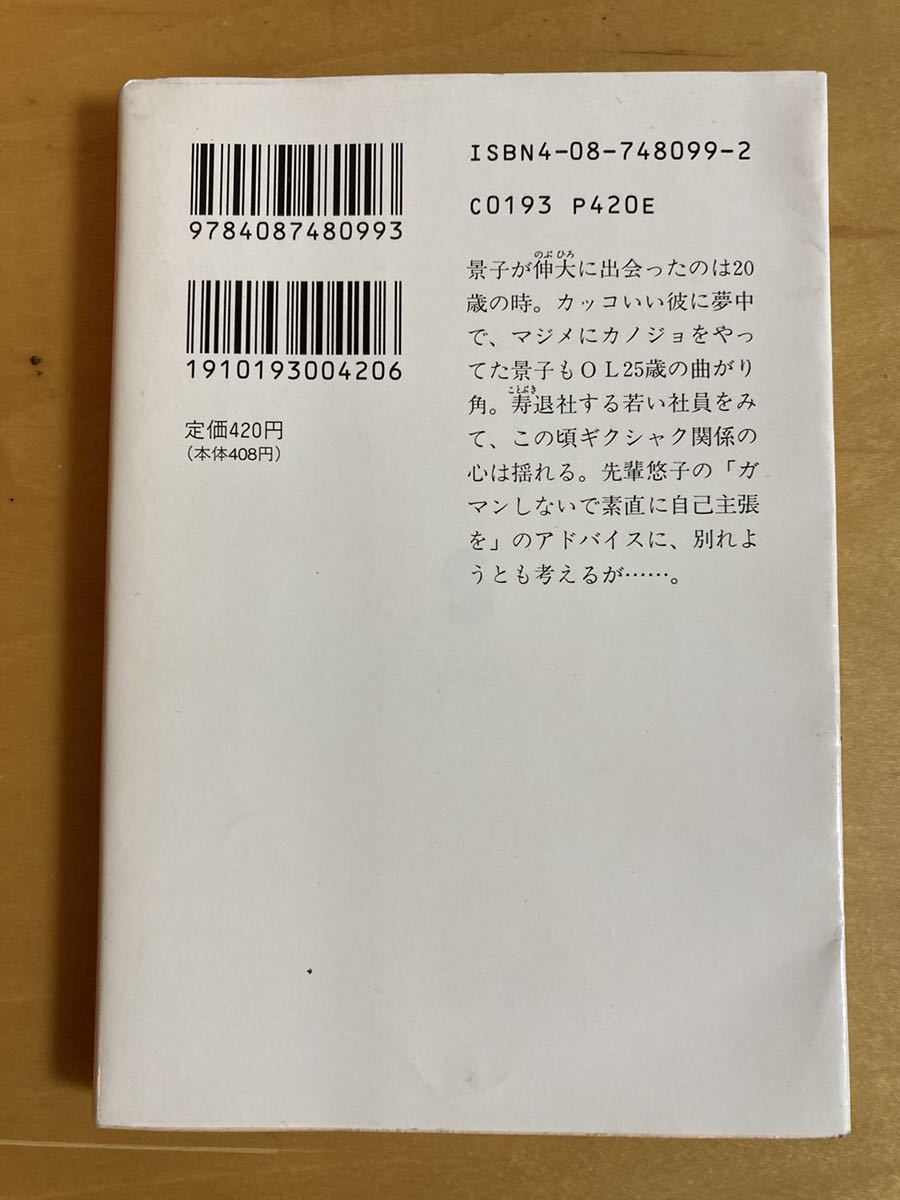 9784087480993
1910193004206
定価420円
(本体408円)
ISBN4-08-748099-2
C0193 P420E
景子が伸大に出会ったのは20
歳の時。カッコいい彼に夢中
で、マジメにカノジョをやっ
てた景子もOL25歳の曲がり
角。寿退社する若い社員をみ
て、この頃ギクシャク関係の
心は揺れる。先輩悠子の「ガ
マンしないで素直に自己主張
を」のアドバイスに、別れよ
うとも考えるが……。
のぶ ひろ
ことぶき